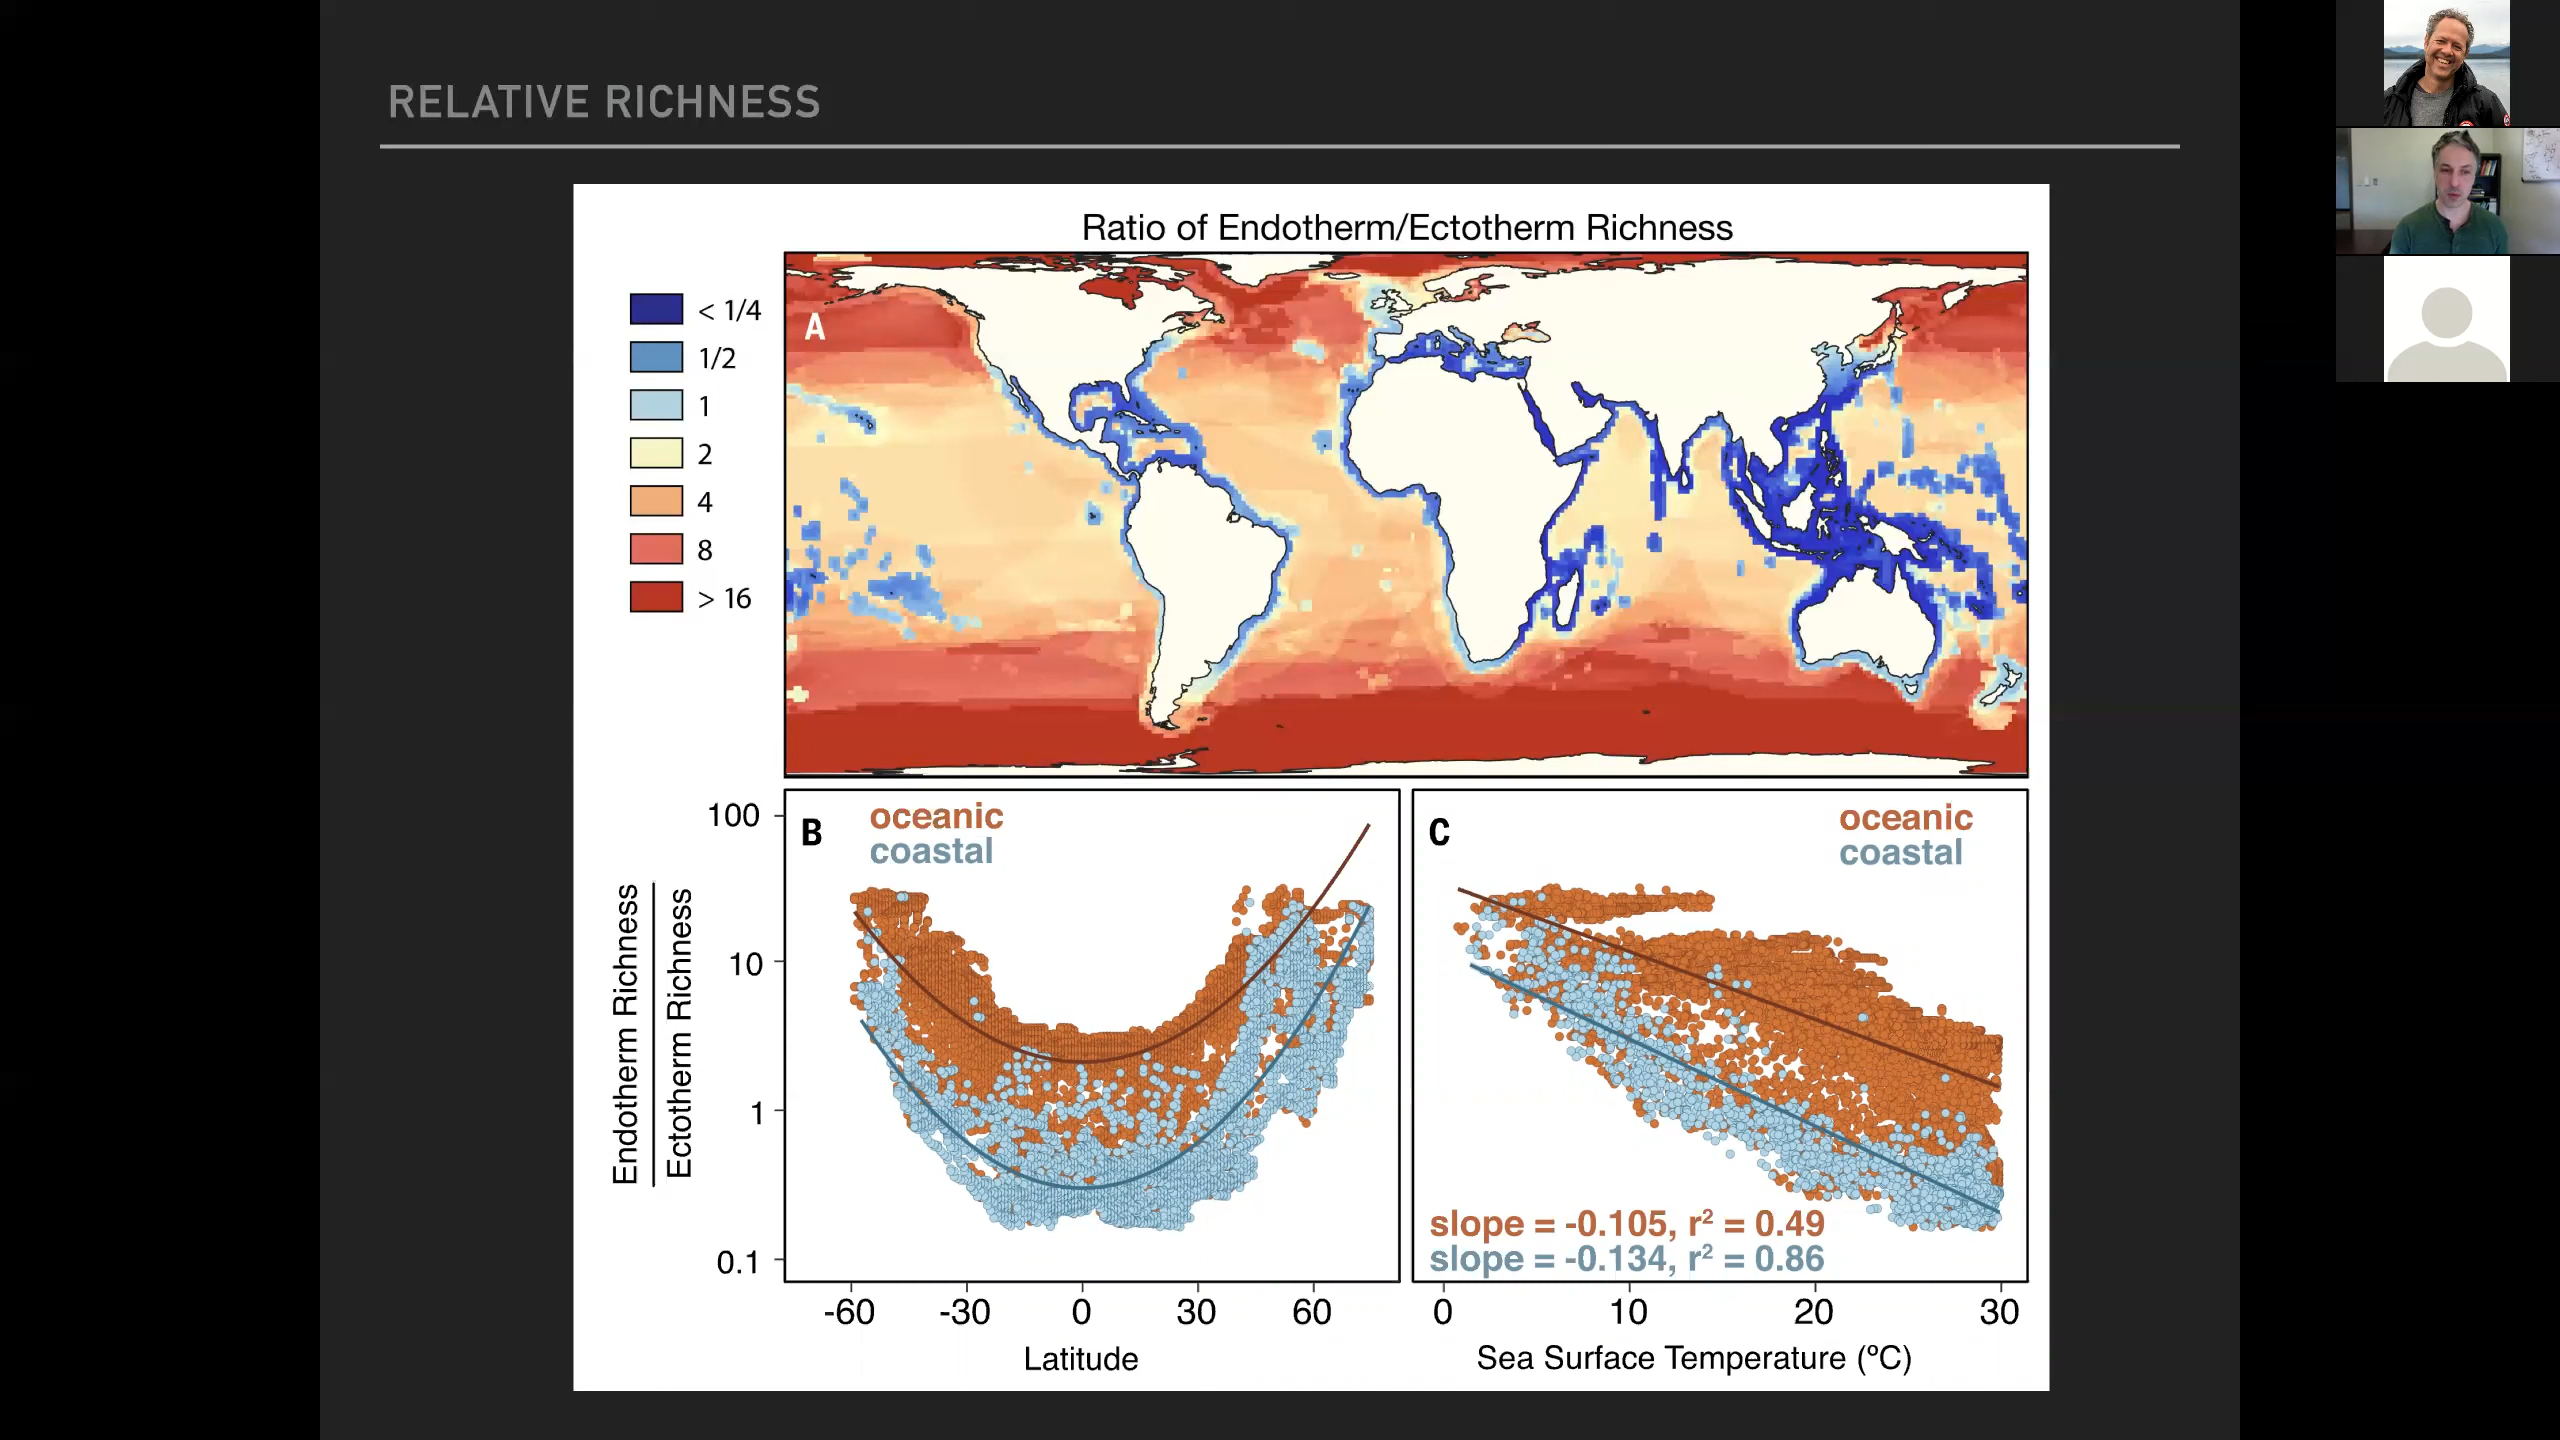 RELATIVE RICHNESS
Ratio of Endotherm/Ectotherm Richness
A
< 1/4
1/2
1
2
4
8
> 16
B
oceanic
coastal
C
oceanic
coastal
100
10
1
0.1
Endotherm Richness
Ectotherm Richness
slope = -0.105, r² = 0.49
slope = -0.134, r² = 0.86
-60 -30 0 30 60
0 10 20 30
Latitude
Sea Surface Temperature (ºC)